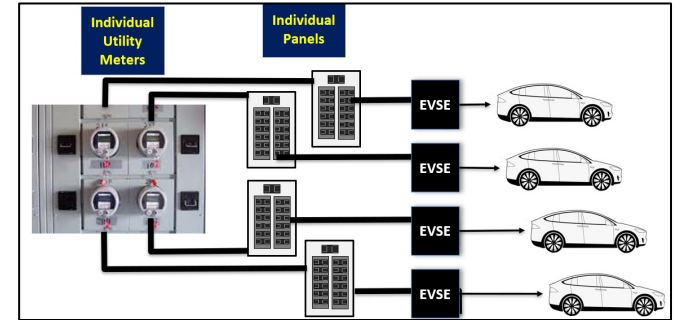 Individual
Utility
Meters
Individual
Panels
EVSE
EVSE
EVSE
EVSE